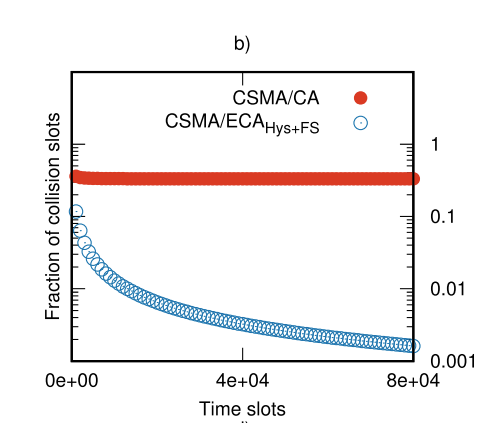 b)
CSMA/CA
CSMA/ECAHys+FS
Fraction of collision slots
1
0.1
0.01
0.001
0e+00 4e+04 8e+04
Time slots